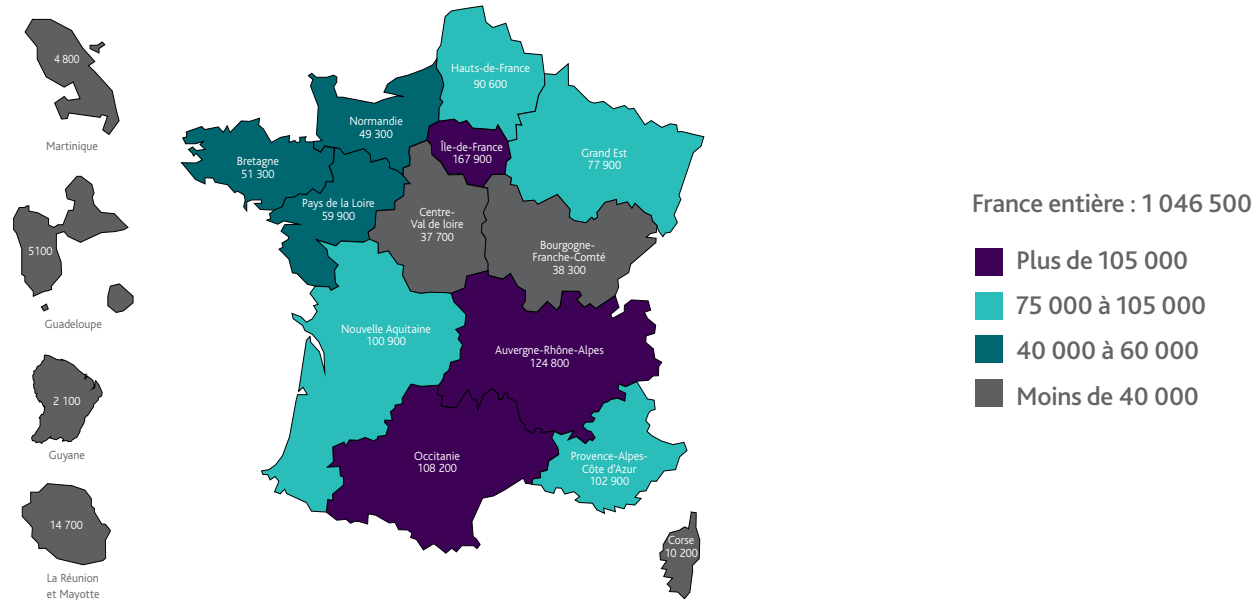 4 800
Martinique
5100
Guadeloupe
2 100
Guyane
14 700
La Réunion
et Mayotte
Hauts-de-France
90 600
Normandie
49 300
Île-de-France
167 900
Grand Est
77 900
Bretagne
51 300
Pays de la Loire
59 900
Centre-
Val de loire
37 700
Bourgogne-
Franche-Comté
38 300
Nouvelle Aquitaine
100 900
Auvergne-Rhône-Alpes
124 800
Occitanie
108 200
Provence-Alpes-
Côte d'Azur
102 900
Corse
10 200
France entière : 1 046 500
Plus de 105 000
75 000 à 105 000
40 000 à 60 000
Moins de 40 000